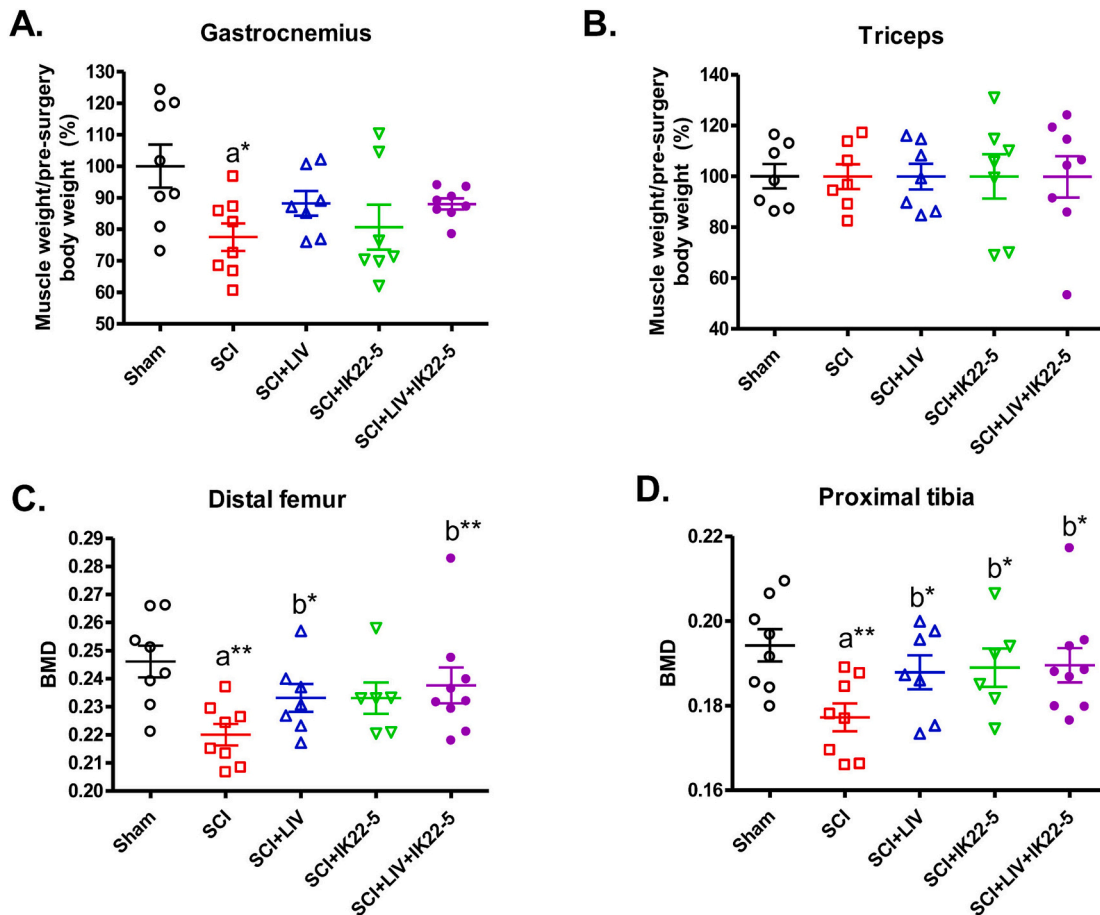 A.
Gastrocnemius
Muscle weight/pre-surgery
body weight (%)
130
120
110
100
90
80
70
60
50
a*
Sham
SCI
SCI+LIV
SCI+IK22-5
SCI+LIV+IK22-5
B.
Triceps
Muscle weight/pre-surgery
body weight (%)
140
120
100
80
60
40
Sham
SCI
SCI+LIV
SCI+IK22-5
SCI+LIV+IK22-5
C.
Distal femur
BMD
0.29
0.28
0.27
0.26
0.25
0.24
0.23
0.22
0.21
0.20
a**
b*
b**
Sham
SCI
SCI+LIV
SCI+IK22-5
SCI+LIV+IK22-5
D.
Proximal tibia
BMD
0.22
0.20
0.18
0.16
a**
b*
b*
b*
Sham
SCI
SCI+LIV
SCI+IK22-5
SCI+LIV+IK22-5